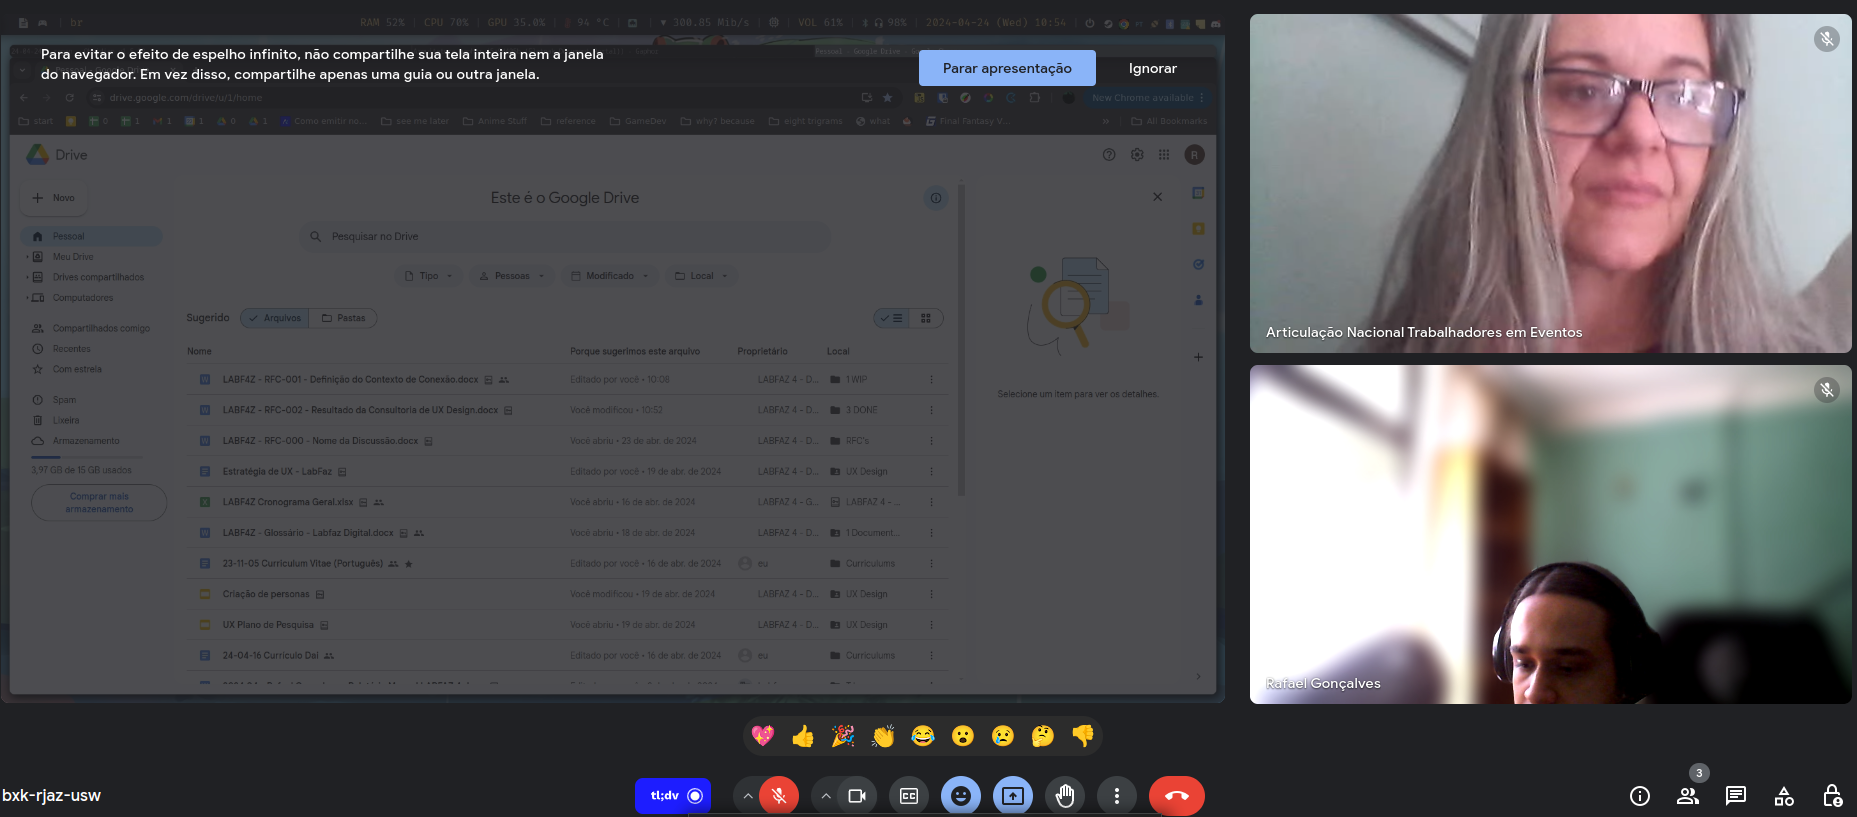 br
RAM 52% | CPU 70% | GPU 35.0% | 94 °C | 300.85 Mib/s | VOL 61% | 98% | 2024-04-24 (Wed) 10:54
Para evitar o efeito de espelho infinito, não compartilhe sua tela inteira nem a janela
do navegador. Em vez disso, compartilhe apenas uma guia ou outra janela.
Parar apresentação
Ignorar
drive.google.com/drive/u/1/home
New Chrome available
start
0
1
1
1
0
1
Como emitir no...
see me later
Anime Stuff
reference
GameDev
why? because
eight trigrams
what
Final Fantasy V...
»
All Bookmarks
Drive
R
Novo
Este é o Google Drive
Pesquisar no Drive
Pessoal
Meu Drive
Drives compartilhados
Computadores
Compartilhados comigo
Recentes
Com estrela
Spam
Lixeira
Armazenamento
3,97 GB de 15 GB usados
Comprar mais
armazenamento
Tipo
Pessoas
Modificado
Local
Sugerido
Arquivos
Pastas
Nome Porque sugerimos este arquivo Proprietário Local
LABF4Z - RFC-001 - Definição do Contexto de Conexão.docx Editado por você • 10:06 LABFAZ 4 - D... 1 WIP
LABF4Z - RFC-002 - Resultado da Consultoria de UX Design.docx Você modificou • 10:52 LABFAZ 4 - D... 3 DONE
LABF4Z - RFC-000 - Nome da Discussão.docx Você abriu • 23 de abr. de 2024 LABFAZ 4 - D... RFC's
Estratégia de UX - LabFaz Editado por você • 19 de abr. de 2024 LABFAZ 4 - D... UX Design
LABF4Z Cronograma Geral.xlsx Você abriu • 16 de abr. de 2024 LABFAZ 4 - G... LABFAZ 4 - ...
LABF4Z - Glossário - Labfaz Digital.docx Você abriu • 18 de abr. de 2024 LABFAZ 4 - D... 1 Document...
23-11-05 Curriculum Vitae (Português) Editado por você • 16 de abr. de 2024 eu Curriculums
Criação de personas Você modificou • 19 de abr. de 2024 LABFAZ 4 - D... UX Design
UX Plano de Pesquisa Você abriu • 19 de abr. de 2024 LABFAZ 4 - D... UX Design
24-04-16 Currículo Dai Editado por você • 16 de abr. de 2024 eu Curriculums
Selecione um item para ver os detalhes.
Articulação Nacional Trabalhadores em Eventos
Rafael Gonçalves
bxk-rjaz-usw
tl;dv
CC
3